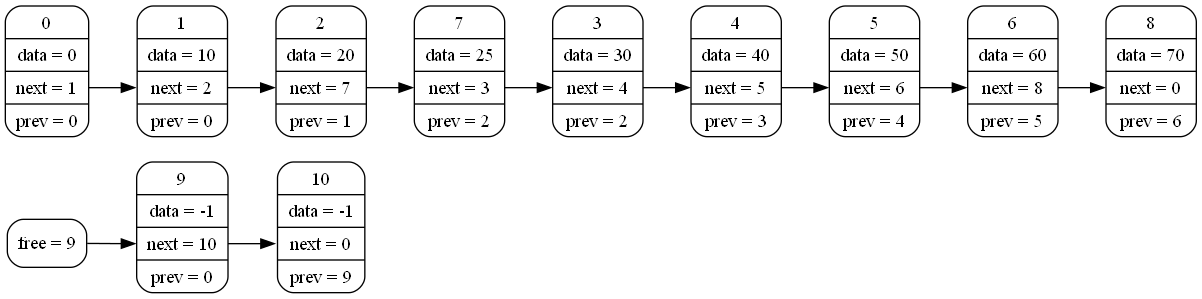 0
data = 0
next = 1
prev = 0
1
data = 10
next = 2
prev = 0
2
data = 20
next = 7
prev = 1
7
data = 25
next = 3
prev = 2
3
data = 30
next = 4
prev = 2
4
data = 40
next = 5
prev = 3
5
data = 50
next = 6
prev = 4
6
data = 60
next = 8
prev = 5
8
data = 70
next = 0
prev = 6
free = 9
9
data = -1
next = 10
prev = 0
10
data = -1
next = 0
prev = 9